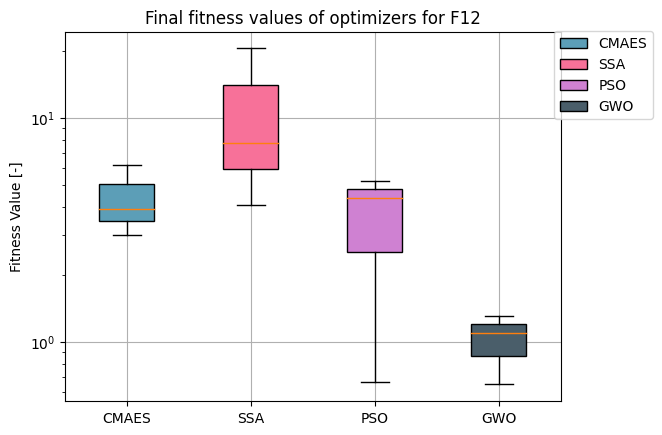 Final fitness values of optimizers for F12
CMAES
SSA
PSO
GWO
Fitness Value [-]
10¹
10⁰
CMAES SSA PSO GWO